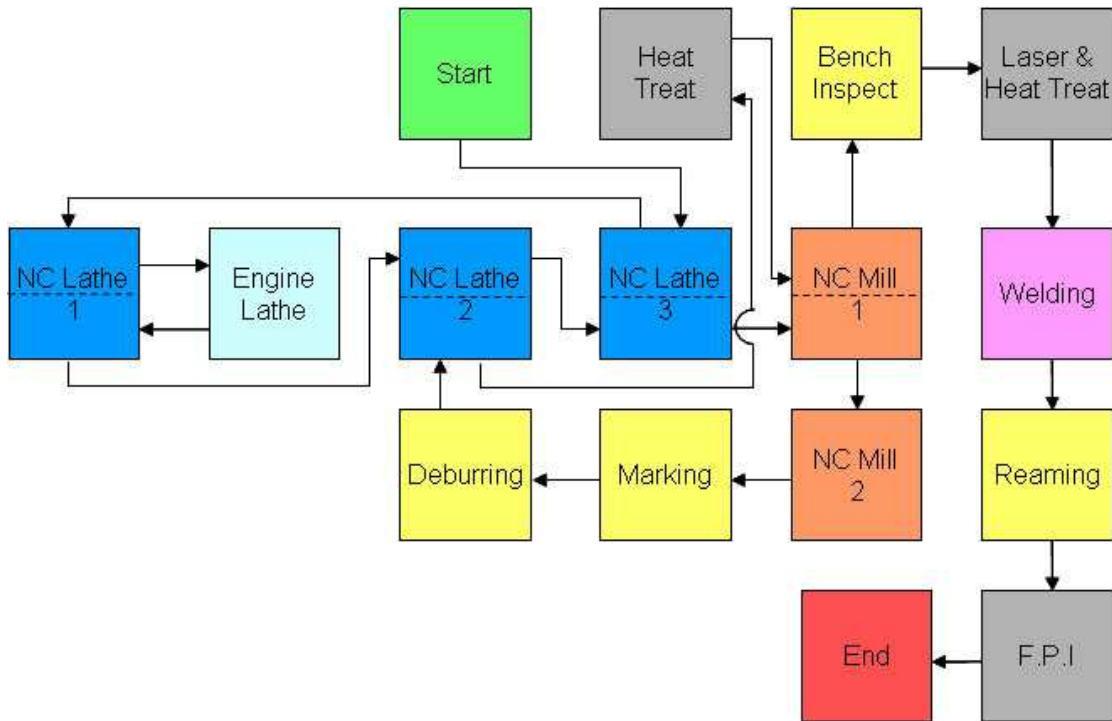 Start
Heat
Treat
Bench
Inspect
Laser &
Heat Treat
NC Lathe
1
Engine
Lathe
NC Lathe
2
NC Lathe
3
NC Mill
1
Welding
Deburring
Marking
NC Mill
2
Reaming
End
F.P.I